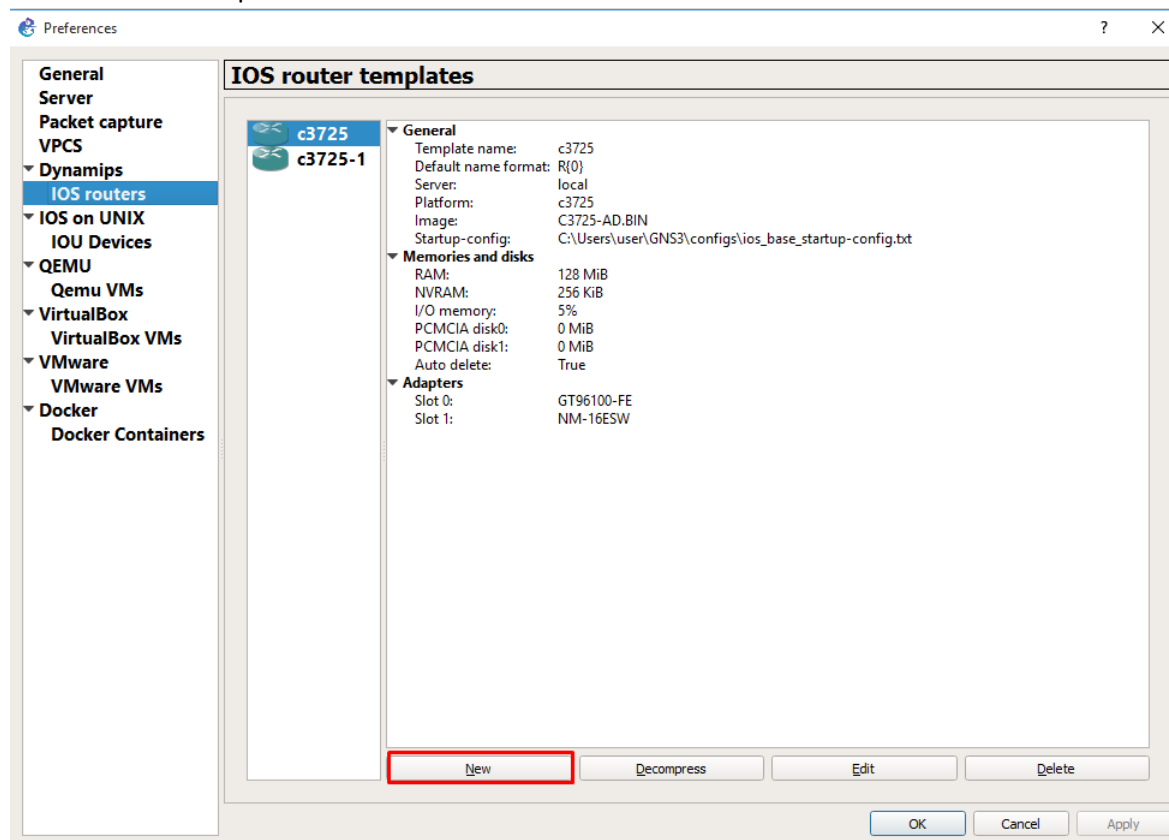 Preferences
?
General
Server
Packet capture
VPCS
Dynamips
IOS routers
IOS on UNIX
IOU Devices
QEMU
Qemu VMs
VirtualBox
VirtualBox VMs
VMware
VMware VMs
Docker
Docker Containers
IOS router templates
c3725
c3725-1
General
Template name: c3725
Default name format: R{0}
Server: local
Platform: c3725
Image: C3725-AD.BIN
Startup-config: C:\Users\user\GNS3\configs\ios_base_startup-config.txt
Memories and disks
RAM: 128 MiB
NVRAM: 256 KiB
I/O memory: 5%
PCMCIA disk0: 0 MiB
PCMCIA disk1: 0 MiB
Auto delete: True
Adapters
Slot 0: GT96100-FE
Slot 1: NM-16ESW
New Decompress Edit Delete
OK Cancel Apply